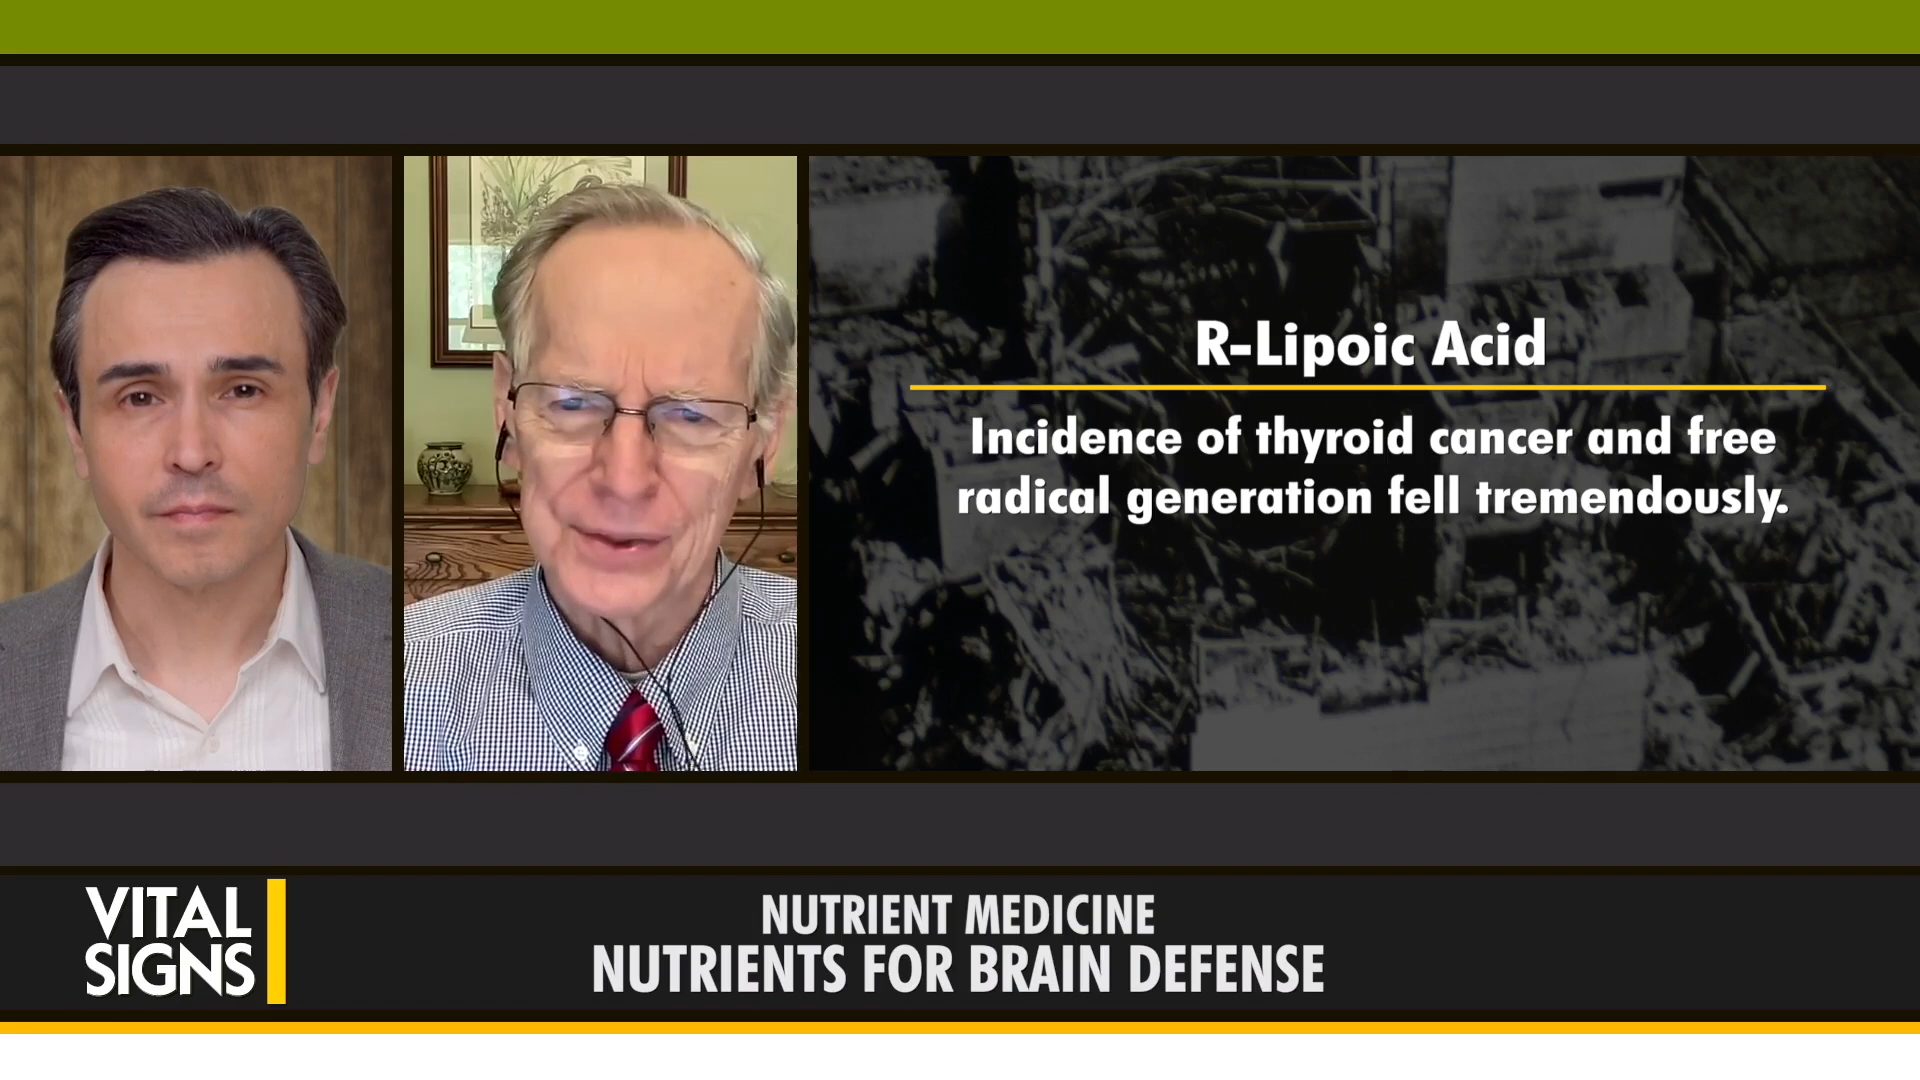 R-Lipoic Acid
Incidence of thyroid cancer and free
radical generation fell tremendously.
VITAL
SIGNS
NUTRIENT MEDICINE
NUTRIENTS FOR BRAIN DEFENSE